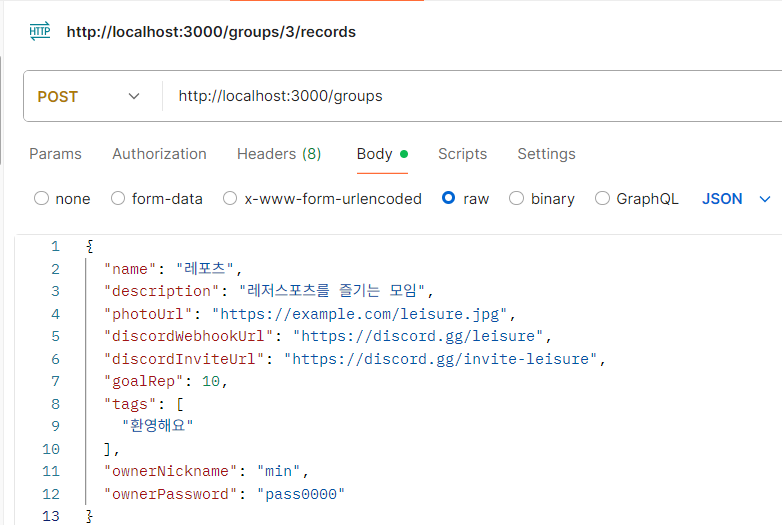 HTTP http://localhost:3000/groups/3/records
POST http://localhost:3000/groups
Params Authorization Headers (8) Body Scripts Settings
none form-data x-www-form-urlencoded raw binary GraphQL JSON
1 {
2 "name": "레포츠",
3 "description": "레저스포츠를 즐기는 모임",
4 "photoUrl": "https://example.com/leisure.jpg",
5 "discordWebhookUrl": "https://discord.gg/leisure",
6 "discordInviteUrl": "https://discord.gg/invite-leisure",
7 "goalRep": 10,
8 "tags": [
9 "환영해요"
10 ],
11 "ownerNickname": "min",
12 "ownerPassword": "pass0000"
13 }